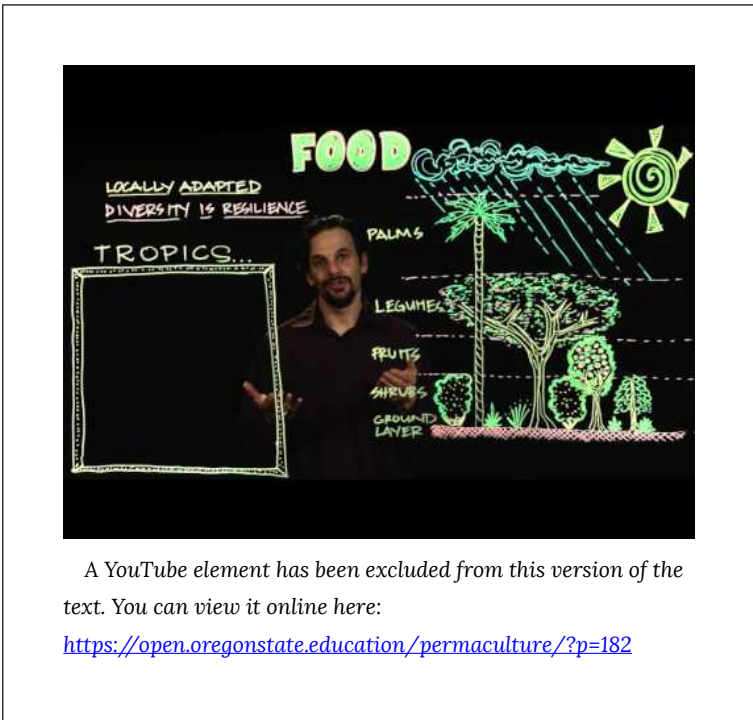 FOOD
LOCALLY ADAPTED
DIVERSITY IS RESILIENCE
TROPICS...
PALMS
LEGUMES
FRUITS
SHRUBS
GROUND
LAYER
A YouTube element has been excluded from this version of the
text. You can view it online here:
https://open.oregonstate.education/permaculture/?p=182